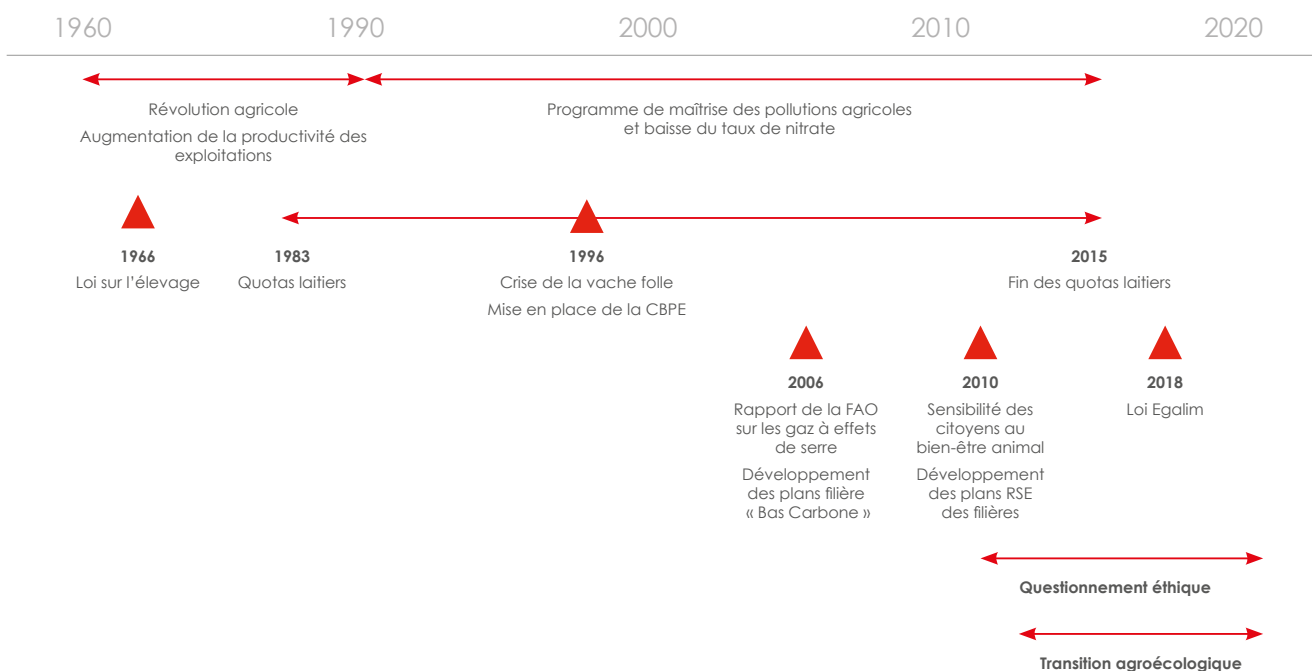 1960 1990 2000 2010 2020
Révolution agricole
Augmentation de la productivité des
exploitations
Programme de maîtrise des pollutions agricoles
et baisse du taux de nitrate
1966
Loi sur l'élevage
1983
Quotas laitiers
1996
Crise de la vache folle
Mise en place de la CBPE
2015
Fin des quotas laitiers
2006
Rapport de la FAO
sur les gaz à effets
de serre
Développement
des plans filière
« Bas Carbone »
2010
Sensibilité des
citoyens au
bien-être animal
Développement
des plans RSE
des filières
2018
Loi Egalim
Questionnement éthique
Transition agroécologique